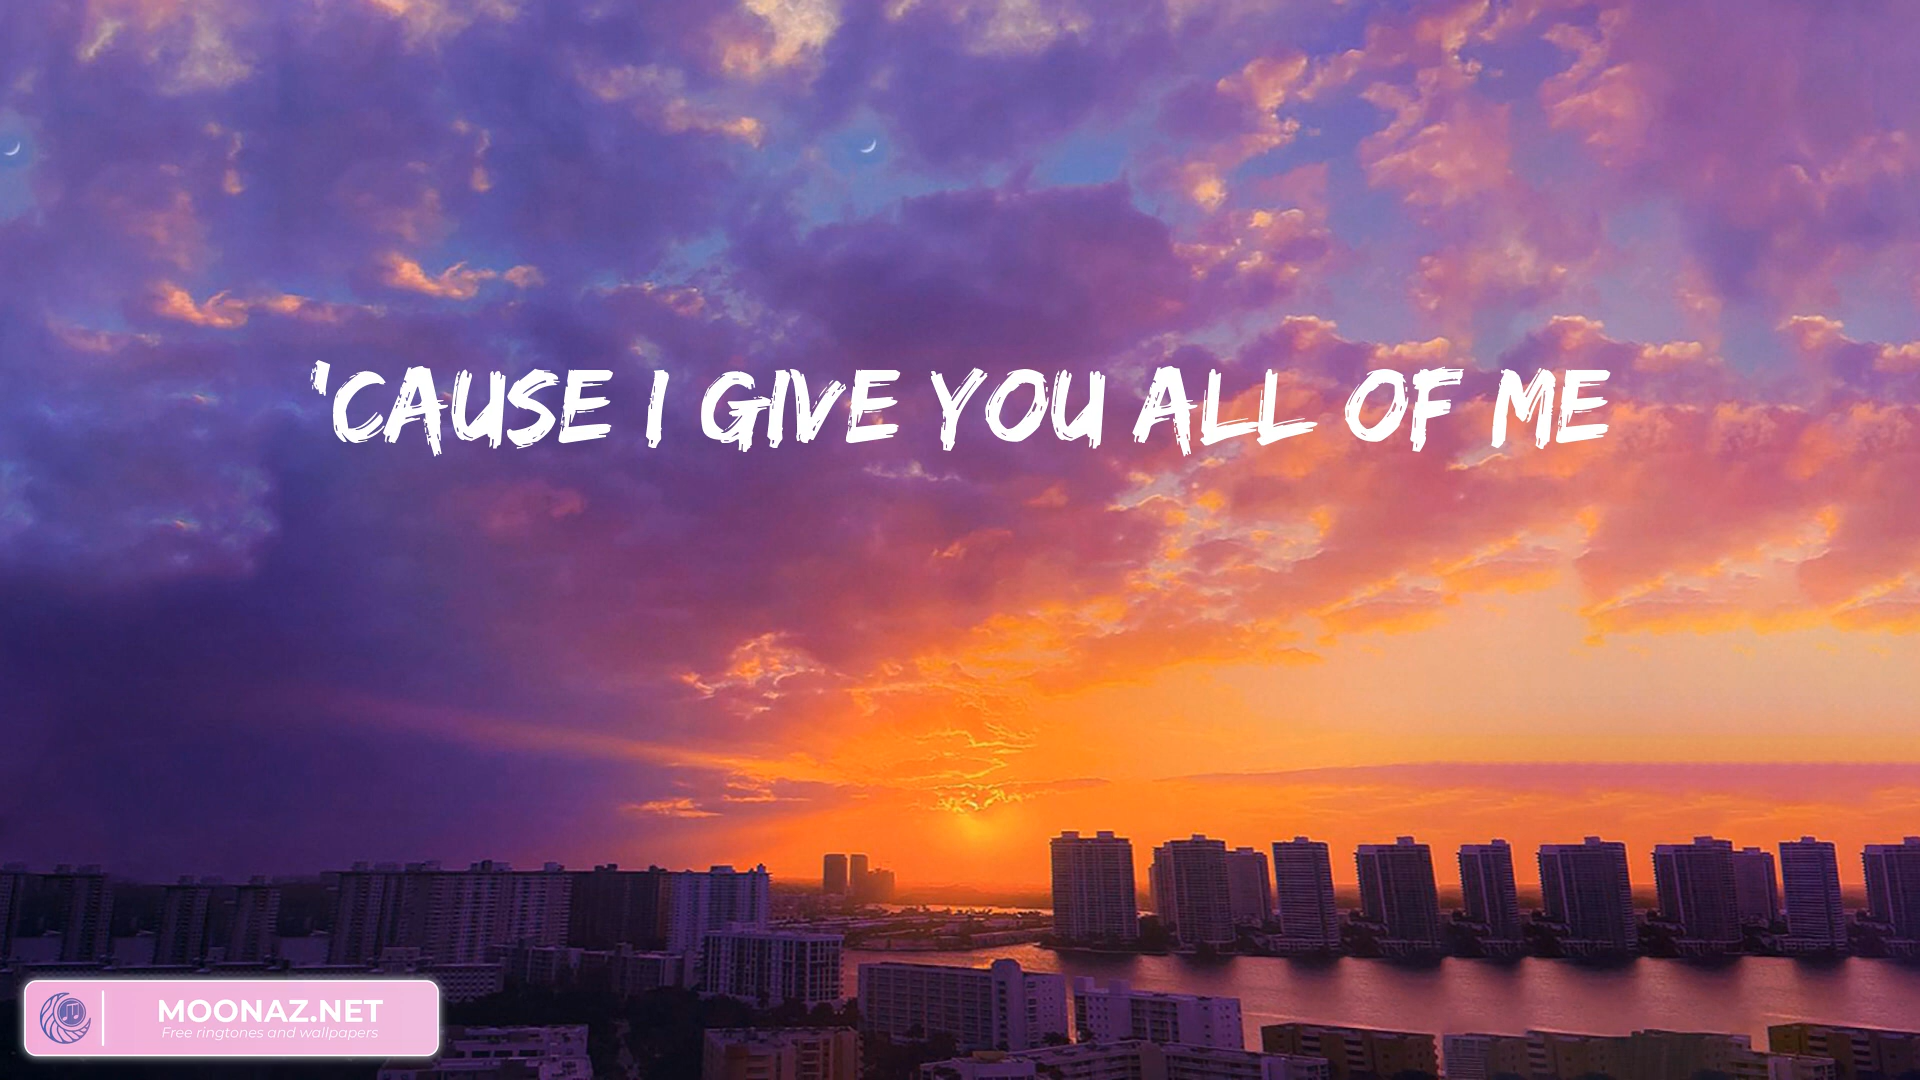 'CAUSE I GIVE YOU ALL OF ME
MOONAZ.NET
Free ringtones and wallpapers